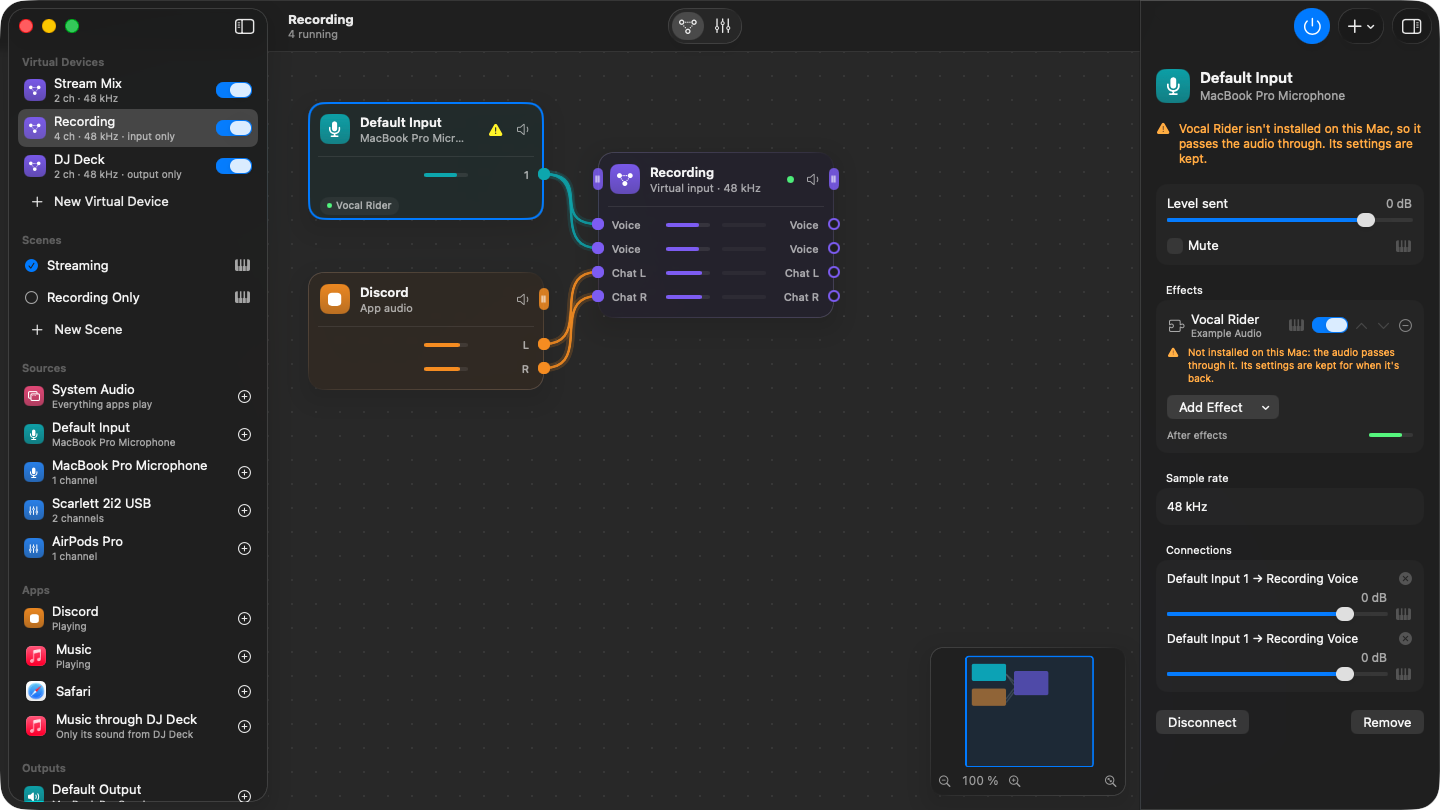 Recording
4 running
Virtual Devices
Stream Mix
2 ch · 48 kHz
Recording
4 ch · 48 kHz · input only
DJ Deck
2 ch · 48 kHz · output only
New Virtual Device
Scenes
Streaming
Recording Only
New Scene
Sources
System Audio
Everything apps play
Default Input
MacBook Pro Microphone
MacBook Pro Microphone
1 channel
Scarlett 2i2 USB
2 channels
AirPods Pro
1 channel
Apps
Discord
Playing
Music
Playing
Safari
Music through DJ Deck
Only its sound from DJ Deck
Outputs
Default Output
Default Input
MacBook Pro Micr...
1
Vocal Rider
Discord
App audio
L
R
Recording
Virtual input · 48 kHz
Voice Voice
Voice Voice
Chat L Chat L
Chat R Chat R
100 %
Default Input
MacBook Pro Microphone
Vocal Rider isn't installed on this Mac, so it
passes the audio through. Its settings are
kept.
Level sent 0 dB
Mute
Effects
Vocal Rider
Example Audio
Not installed on this Mac: the audio passes
through it. Its settings are kept for when it's
back.
Add Effect
After effects
Sample rate
48 kHz
Connections
Default Input 1 → Recording Voice
0 dB
Default Input 1 → Recording Voice
0 dB
Disconnect Remove